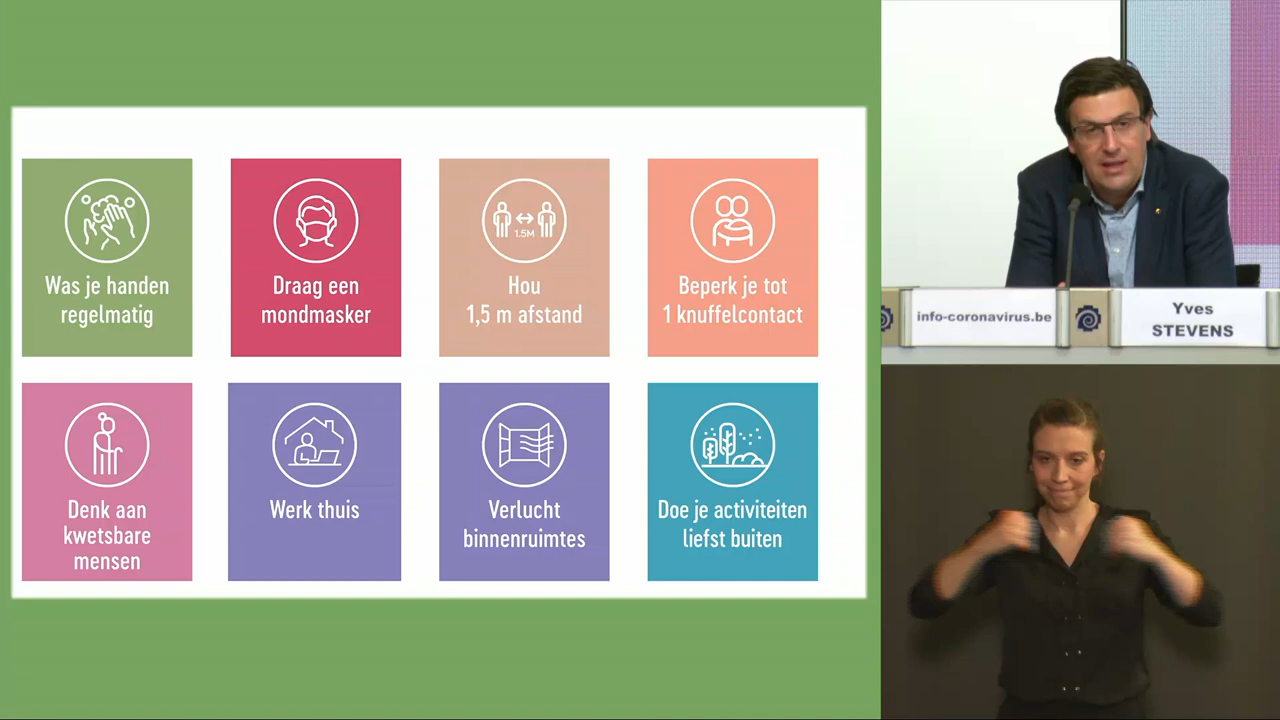 Was je handen
regelmatig
Draag een
mondmasker
1.5M
Hou
1,5 m afstand
Beperk je tot
1 knuffelcontact
Denk aan
kwetsbare
mensen
Werk thuis
Verlucht
binnenruimtes
Doe je activiteiten
liefst buiten
info-coronavirus.be
Yves
STEVENS